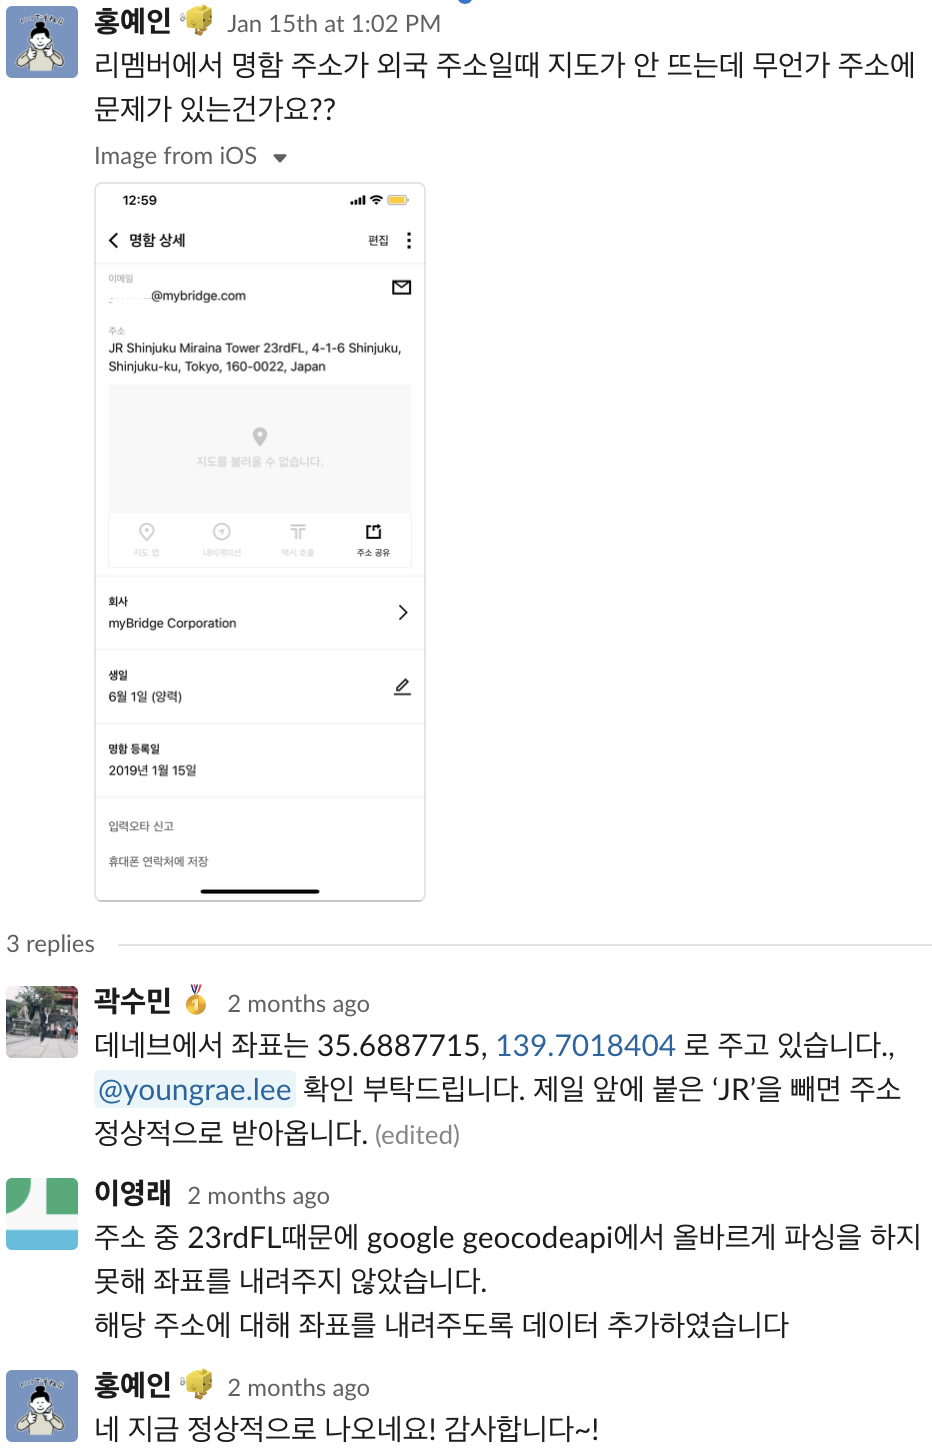 홍예인 Jan 15th at 1:02 PM
리멤버에서 명함 주소가 외국 주소일때 지도가 안 뜨는데 무언가 주소에
문제가 있는건가요??
Image from iOS
12:59
명함 상세 편집
이메일
@mybridge.com
주소
JR Shinjuku Miraina Tower 23rdFL, 4-1-6 Shinjuku,
Shinjuku-ku, Tokyo, 160-0022, Japan
지도를 불러올 수 없습니다.
지도 앱 내비게이션 택시 호출 주소 공유
회사
myBridge Corporation
생일
6월 1일 (양력)
명함 등록일
2019년 1월 15일
입력오타 신고
휴대폰 연락처에 저장
3 replies
곽수민 2 months ago
데네브에서 좌표는 35.6887715, 139.7018404 로 주고 있습니다.,
@youngrae.lee 확인 부탁드립니다. 제일 앞에 붙은 ‘JR’을 빼면 주소
정상적으로 받아옵니다. (edited)
이영래 2 months ago
주소 중 23rdFL때문에 google geocodeapi에서 올바르게 파싱을 하지
못해 좌표를 내려주지 않았습니다.
해당 주소에 대해 좌표를 내려주도록 데이터 추가하였습니다
홍예인 2 months ago
네 지금 정상적으로 나오네요! 감사합니다~!